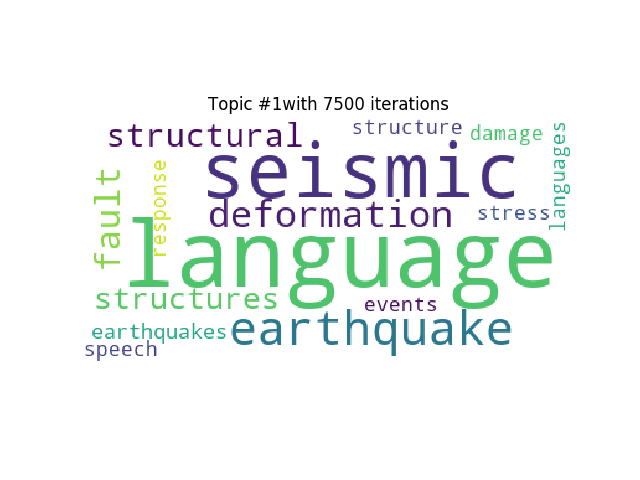 Topic #1with 7500 iterations
structural
structure
damage
languages
seismic
fault
response
deformation
stress
language
structures
events
earthquakes
earthquake
speech